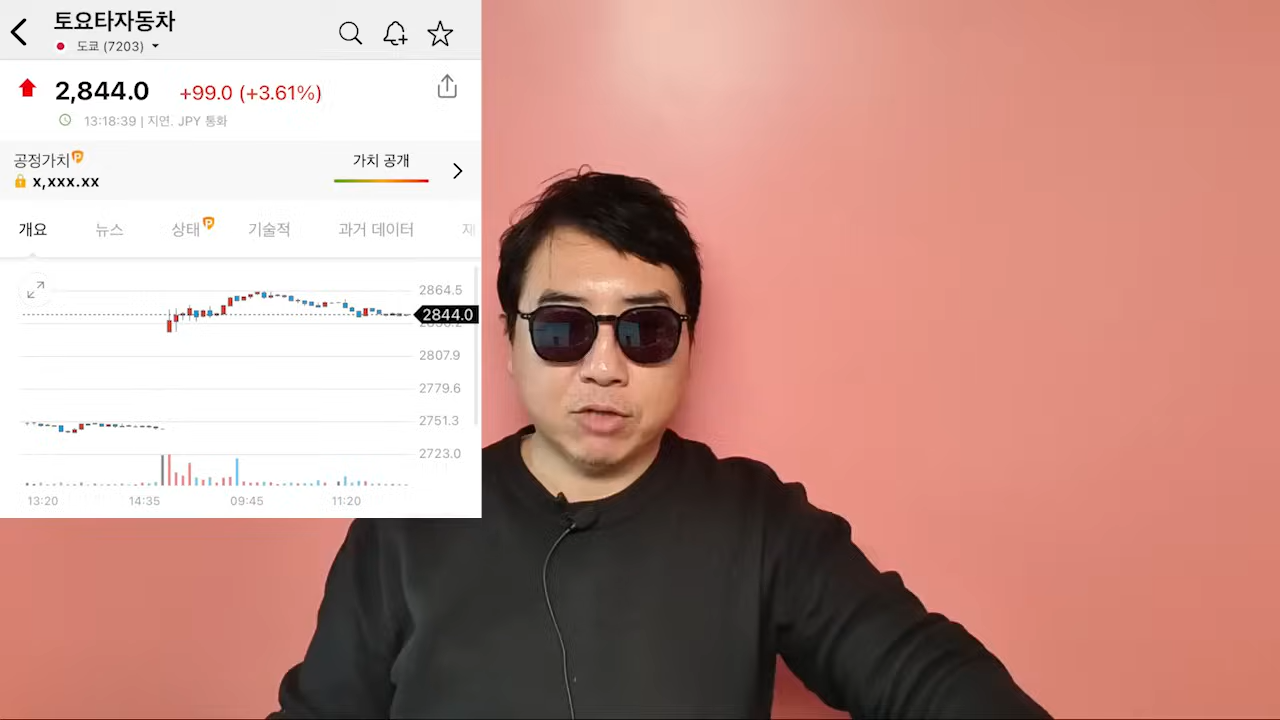 토요타자동차
도쿄 (7203)
2,844.0 +99.0 (+3.61%)
13:18:39 | 지연. JPY 통화
공정가치 P
x,xxx.xx
가치 공개
개요 뉴스 상태 P 기술적 과거 데이터
2864.5
2844.0
2807.9
2779.6
2751.3
2723.0
13:20 14:35 09:45 11:20